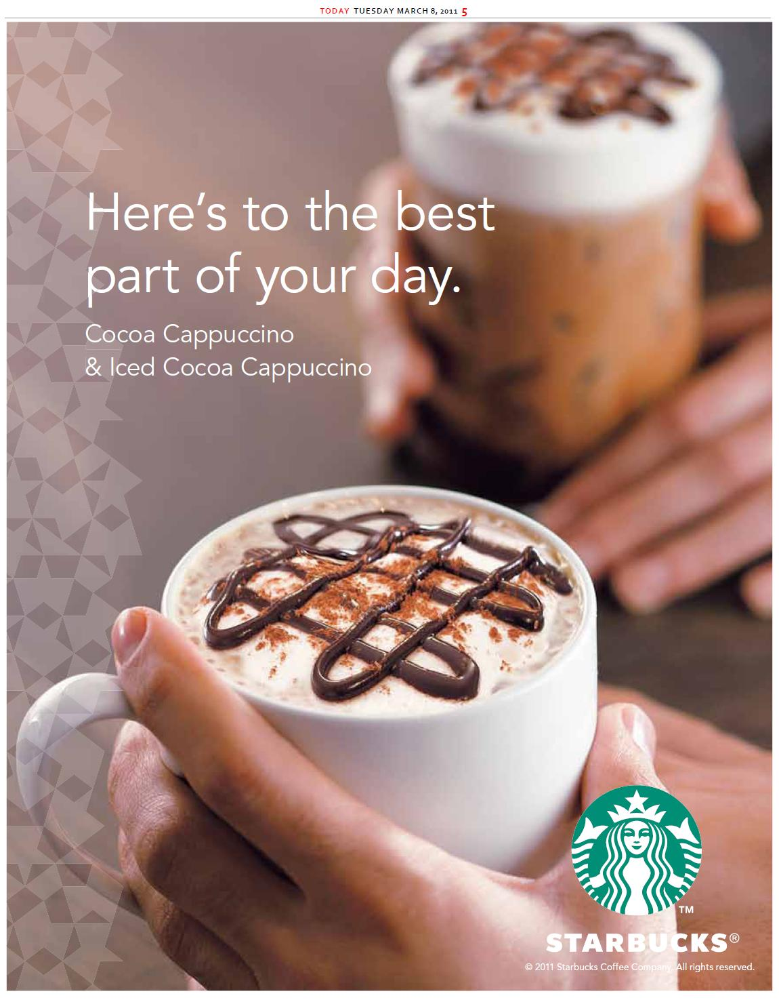 TODAY TUESDAY MARCH 8, 2011 5
Here's to the best
part of your day.
Cocoa Cappuccino
& Iced Cocoa Cappuccino
TM
STARBUCKS®
© 2011 Starbucks Coffee Company. All rights reserved.